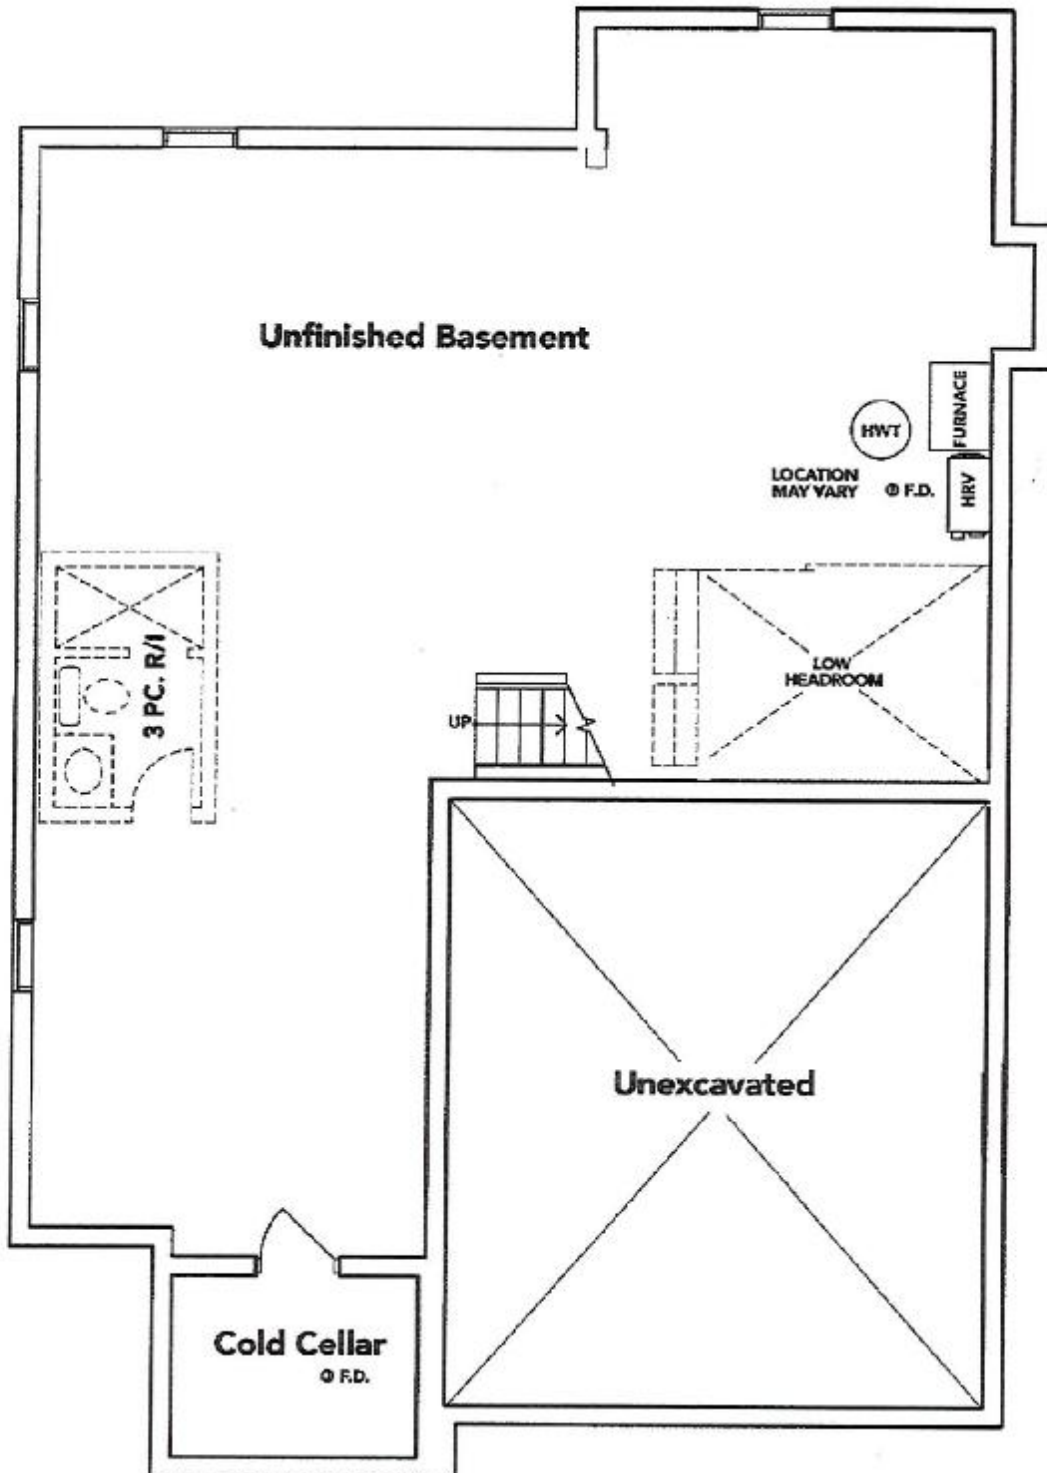 Unfinished Basement
FURNACE
HWT
LOCATION
MAY VARY
F.D.
HRV
3 PC. R/I
LOW
HEADROOM
UP
Unexcavated
Cold Cellar
F.D.